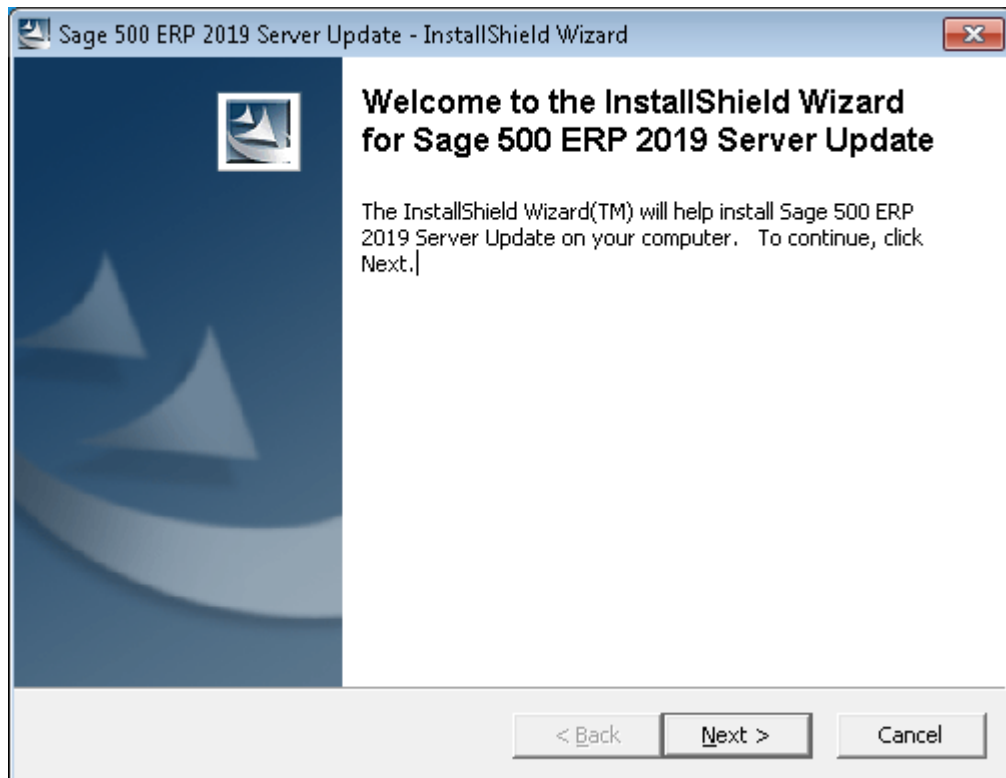 Sage 500 ERP 2019 Server Update - InstallShield Wizard
Welcome to the InstallShield Wizard
for Sage 500 ERP 2019 Server Update
The InstallShield Wizard(TM) will help install Sage 500 ERP
2019 Server Update on your computer.   To continue, click
Next.
< Back
Next >
Cancel